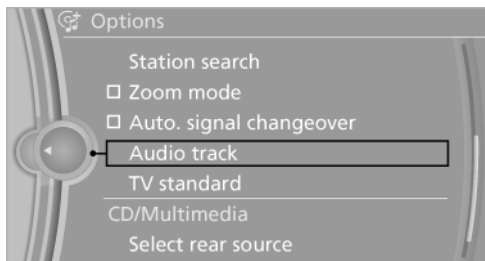 Options
Station search
Zoom mode
Auto. signal changeover
Audio track
TV standard
CD/Multimedia
Select rear source